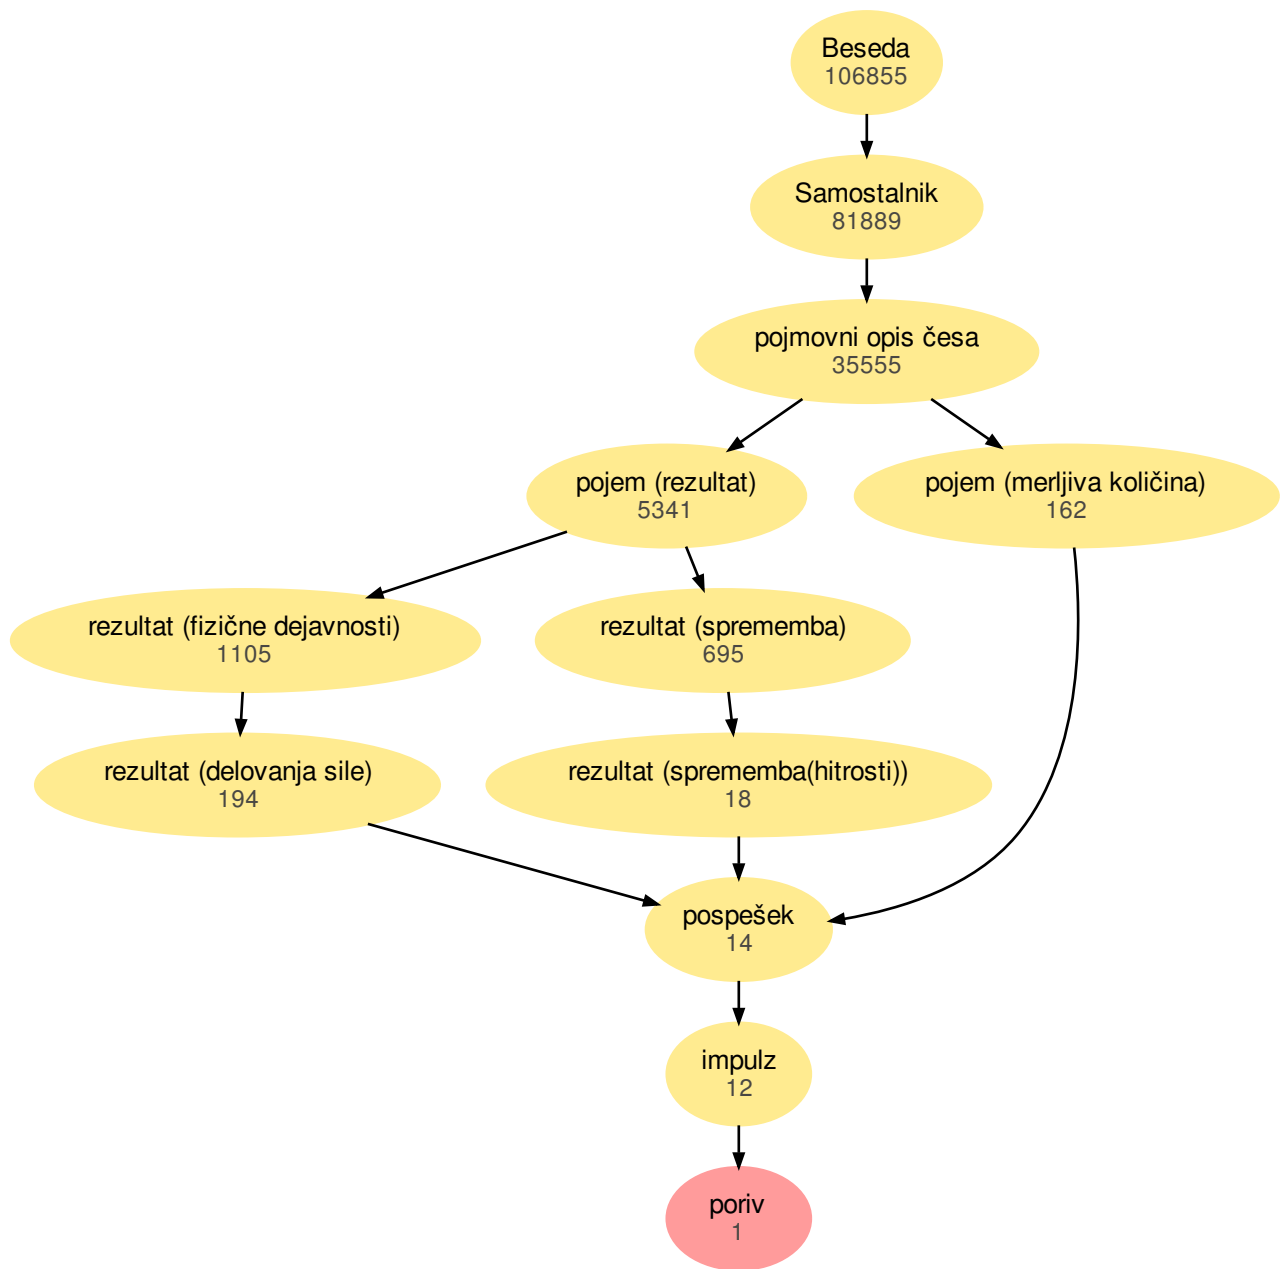 Beseda
106855
Samostalnik
81889
pojmovni opis česa
35555
pojem (rezultat)
5341
pojem (merljiva količina)
162
rezultat (fizične dejavnosti)
1105
rezultat (sprememba)
695
rezultat (delovanja sile)
194
rezultat (sprememba(hitrosti))
18
pospešek
14
impulz
12
poriv
1